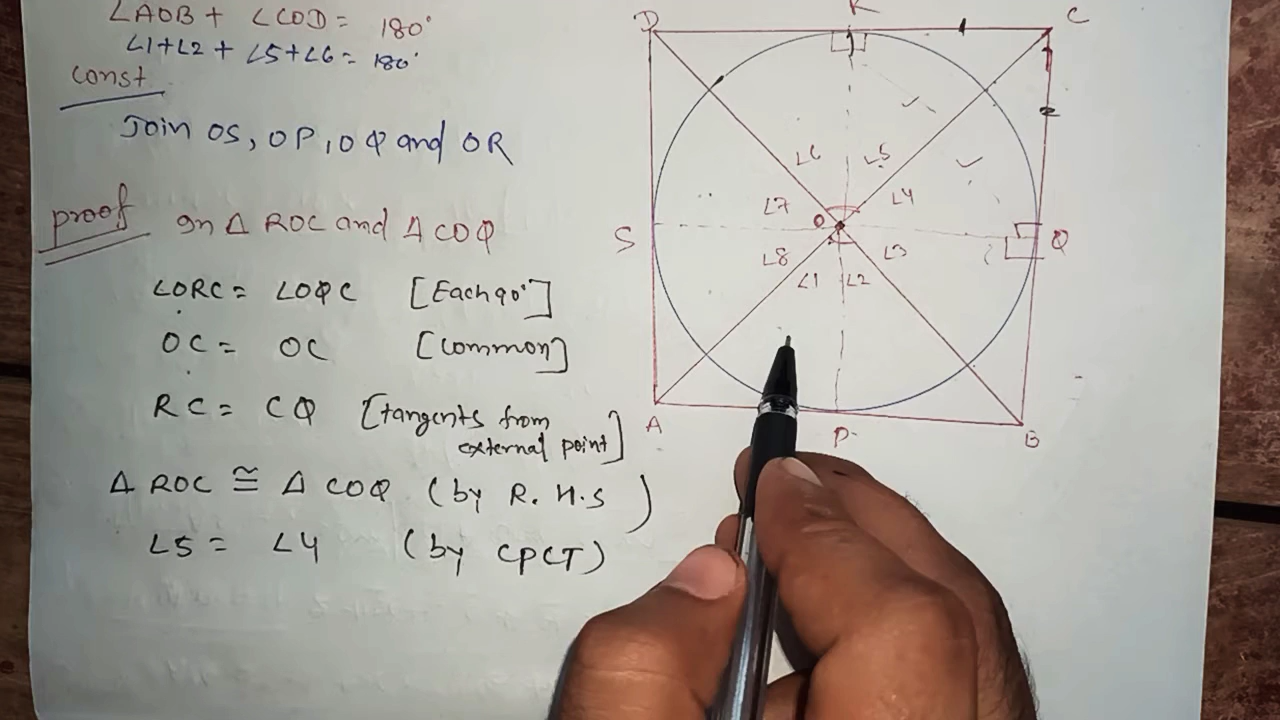 ∠AOB + ∠COD = 180°
∠1+∠2 + ∠5+∠6 = 180°
const
Join OS, OP, OQ and OR
proof In Δ ROC and Δ COQ
∠ORC = ∠OQC [Each 90°]
OC = OC [Common]
RC = CQ [tangents from
external point]
Δ ROC ≅ Δ COQ (by R.H.S)
∠5 = ∠4 (by CPCT)
D R C
∠6 ∠5
∠7 ∠4
S O Q
∠8 ∠3
∠1 ∠2
A P B